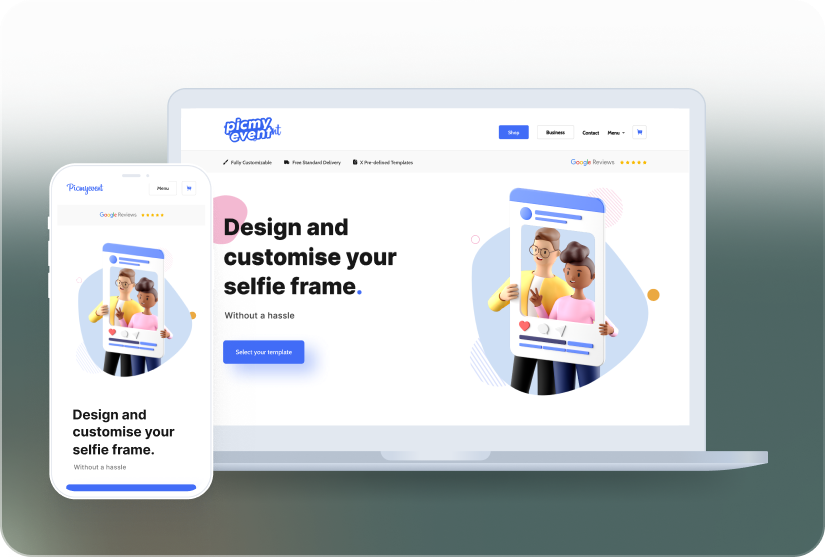 picmy
event
nt
Shop
Business
Contact
Menu
Fully Customizable
Free Standard Delivery
X Pre-defined Templates
Google Reviews
Design and
customise your
selfie frame.
Without a hassle
Select your template
Picmyevent
Menu
Google Reviews
Design and
customise your
selfie frame.
Without a hassle